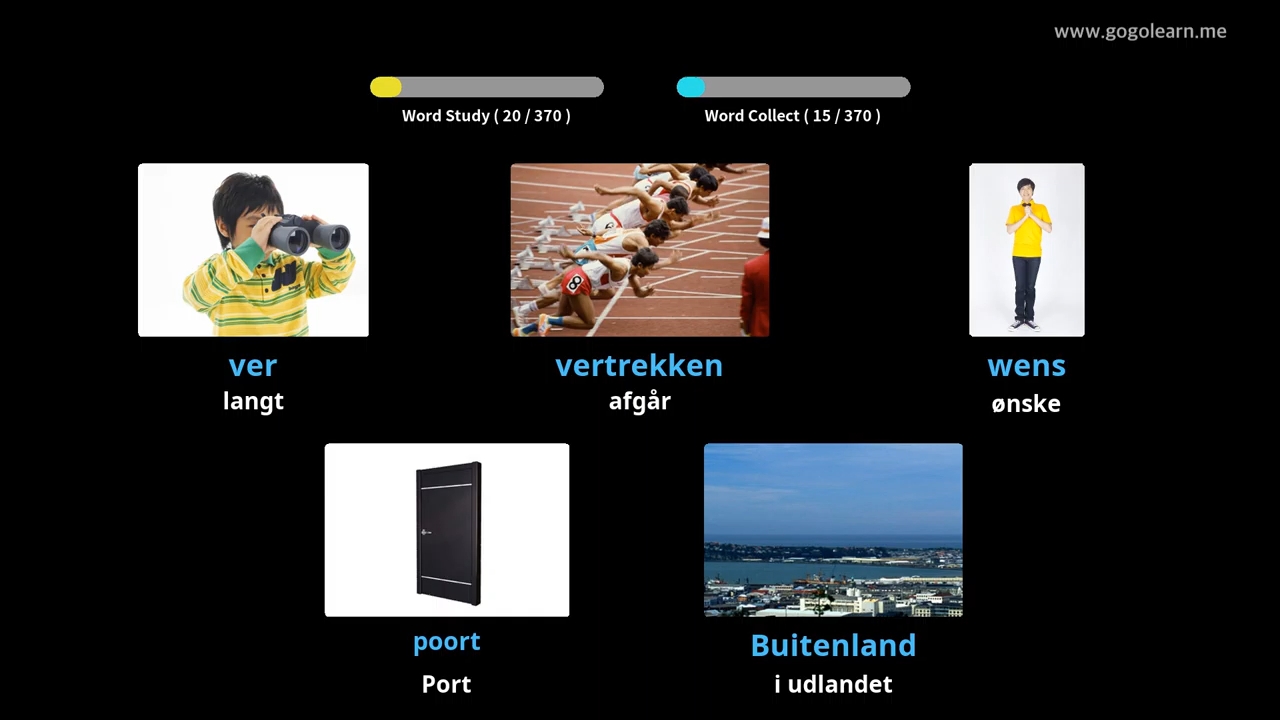 www.gogolearn.me
Word Study ( 20 / 370 )
Word Collect ( 15 / 370 )
ver
langt
vertrekken
afgår
wens
ønske
poort
Port
Buitenland
i udlandet